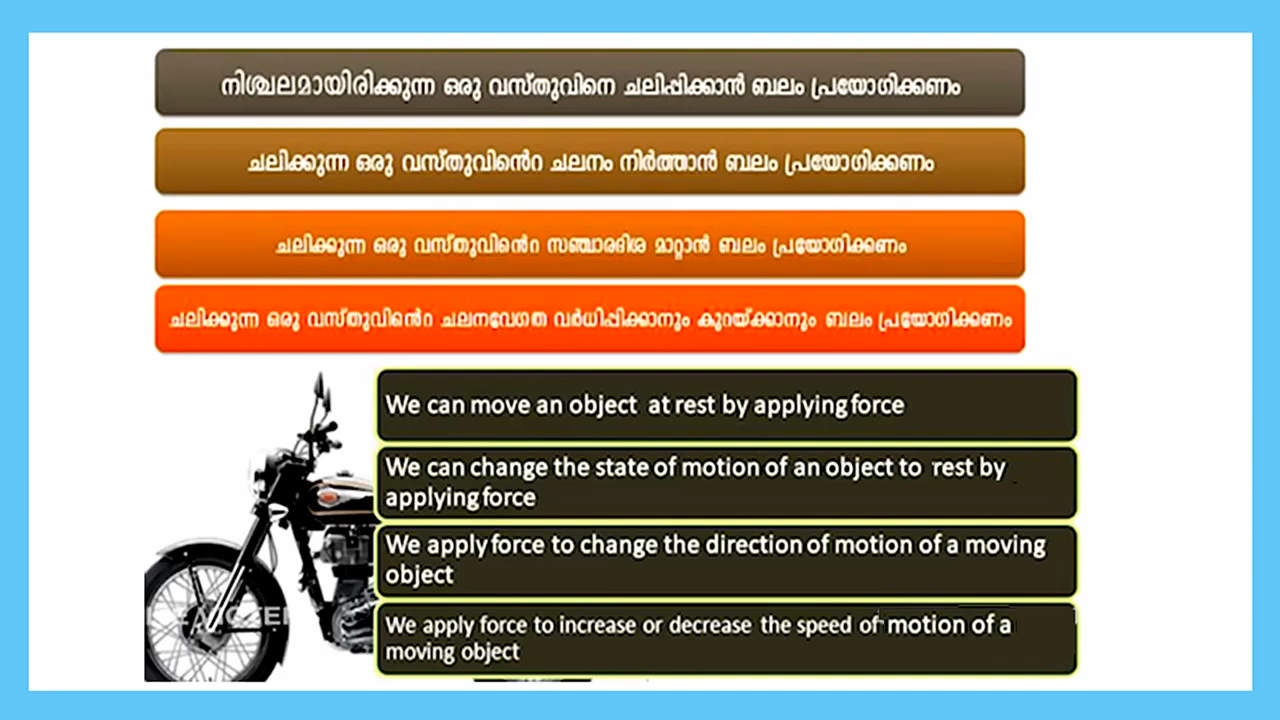 നിശ്ചലമായിരിക്കുന്ന ഒരു വസ്തുവിനെ ചലിപ്പിക്കാൻ ബലം പ്രയോഗിക്കണം
ചലിക്കുന്ന ഒരു വസ്തുവിന്റെ ചലനം നിർത്താൻ ബലം പ്രയോഗിക്കണം
ചലിക്കുന്ന ഒരു വസ്തുവിന്റെ സഞ്ചാരദിശ മാറ്റാൻ ബലം പ്രയോഗിക്കണം
ചലിക്കുന്ന ഒരു വസ്തുവിന്റെ ചലനവേഗത വർധിപ്പിക്കാനും കുറയ്ക്കാനും ബലം പ്രയോഗിക്കണം
We can move an object at rest by applying force
We can change the state of motion of an object to rest by
applying force
We apply force to change the direction of motion of a moving
object
We apply force to increase or decrease the speed of motion of a
moving object